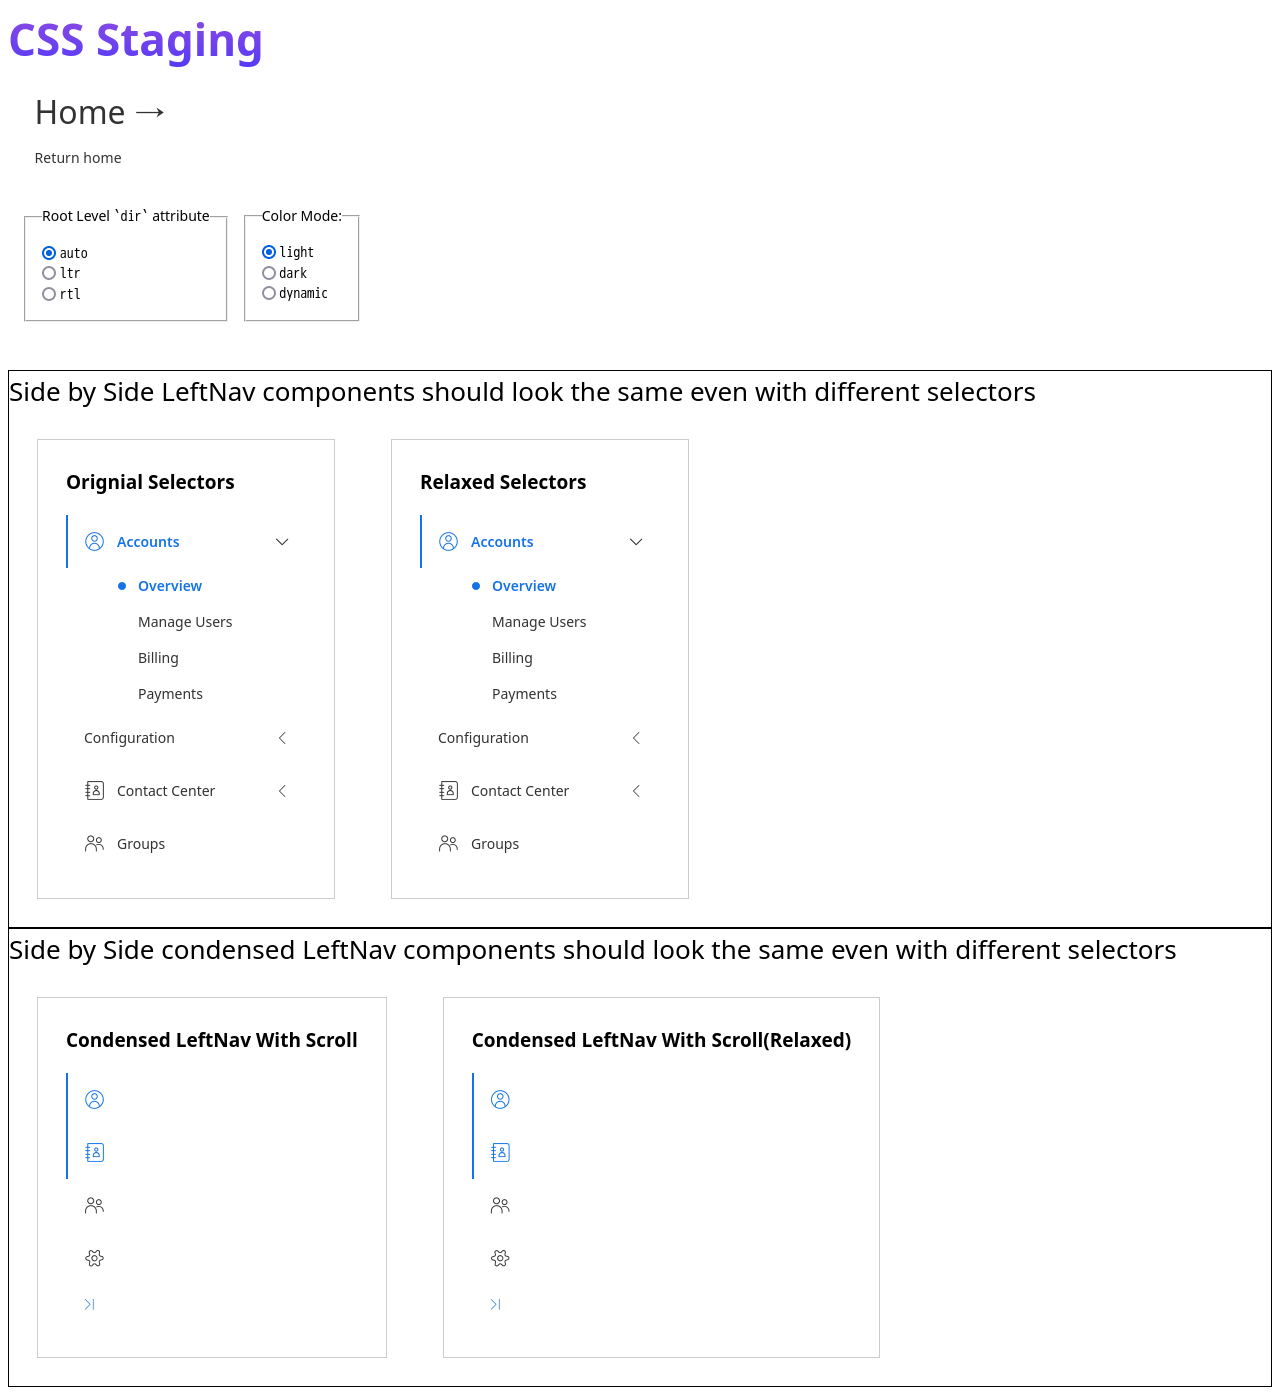 CSS Staging
Home →
Return home
Root Level `dir` attribute
auto
ltr
rtl
Color Mode:
light
dark
dynamic
Side by Side LeftNav components should look the same even with different selectors
Orignial Selectors
Accounts
Overview
Manage Users
Billing
Payments
Configuration
Contact Center
Groups
Relaxed Selectors
Accounts
Overview
Manage Users
Billing
Payments
Configuration
Contact Center
Groups
Side by Side condensed LeftNav components should look the same even with different selectors
Condensed LeftNav With Scroll
Condensed LeftNav With Scroll(Relaxed)